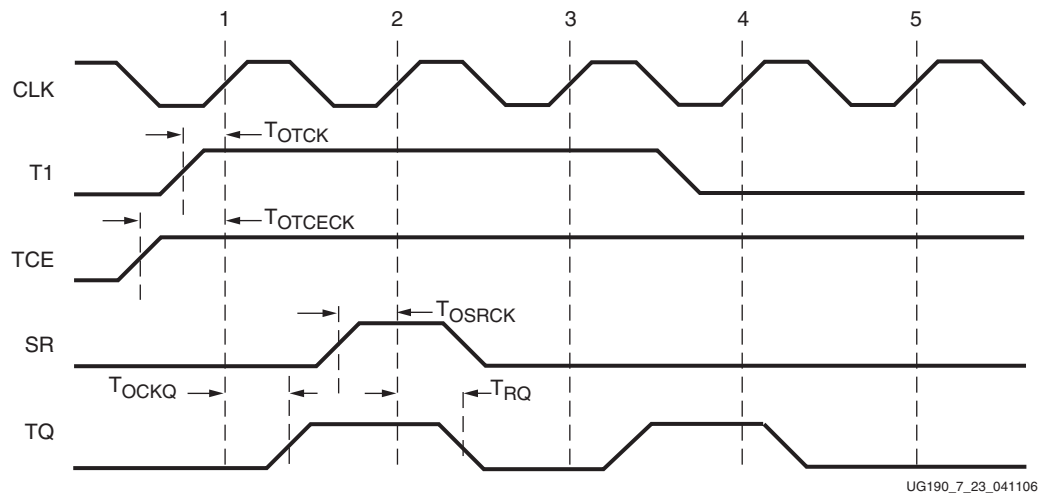 1 2 3 4 5
CLK
TOTCK
T1
TOTCECK
TCE
TOSRCK
SR
TOCKQ TRQ
TQ
UG190_7_23_041106